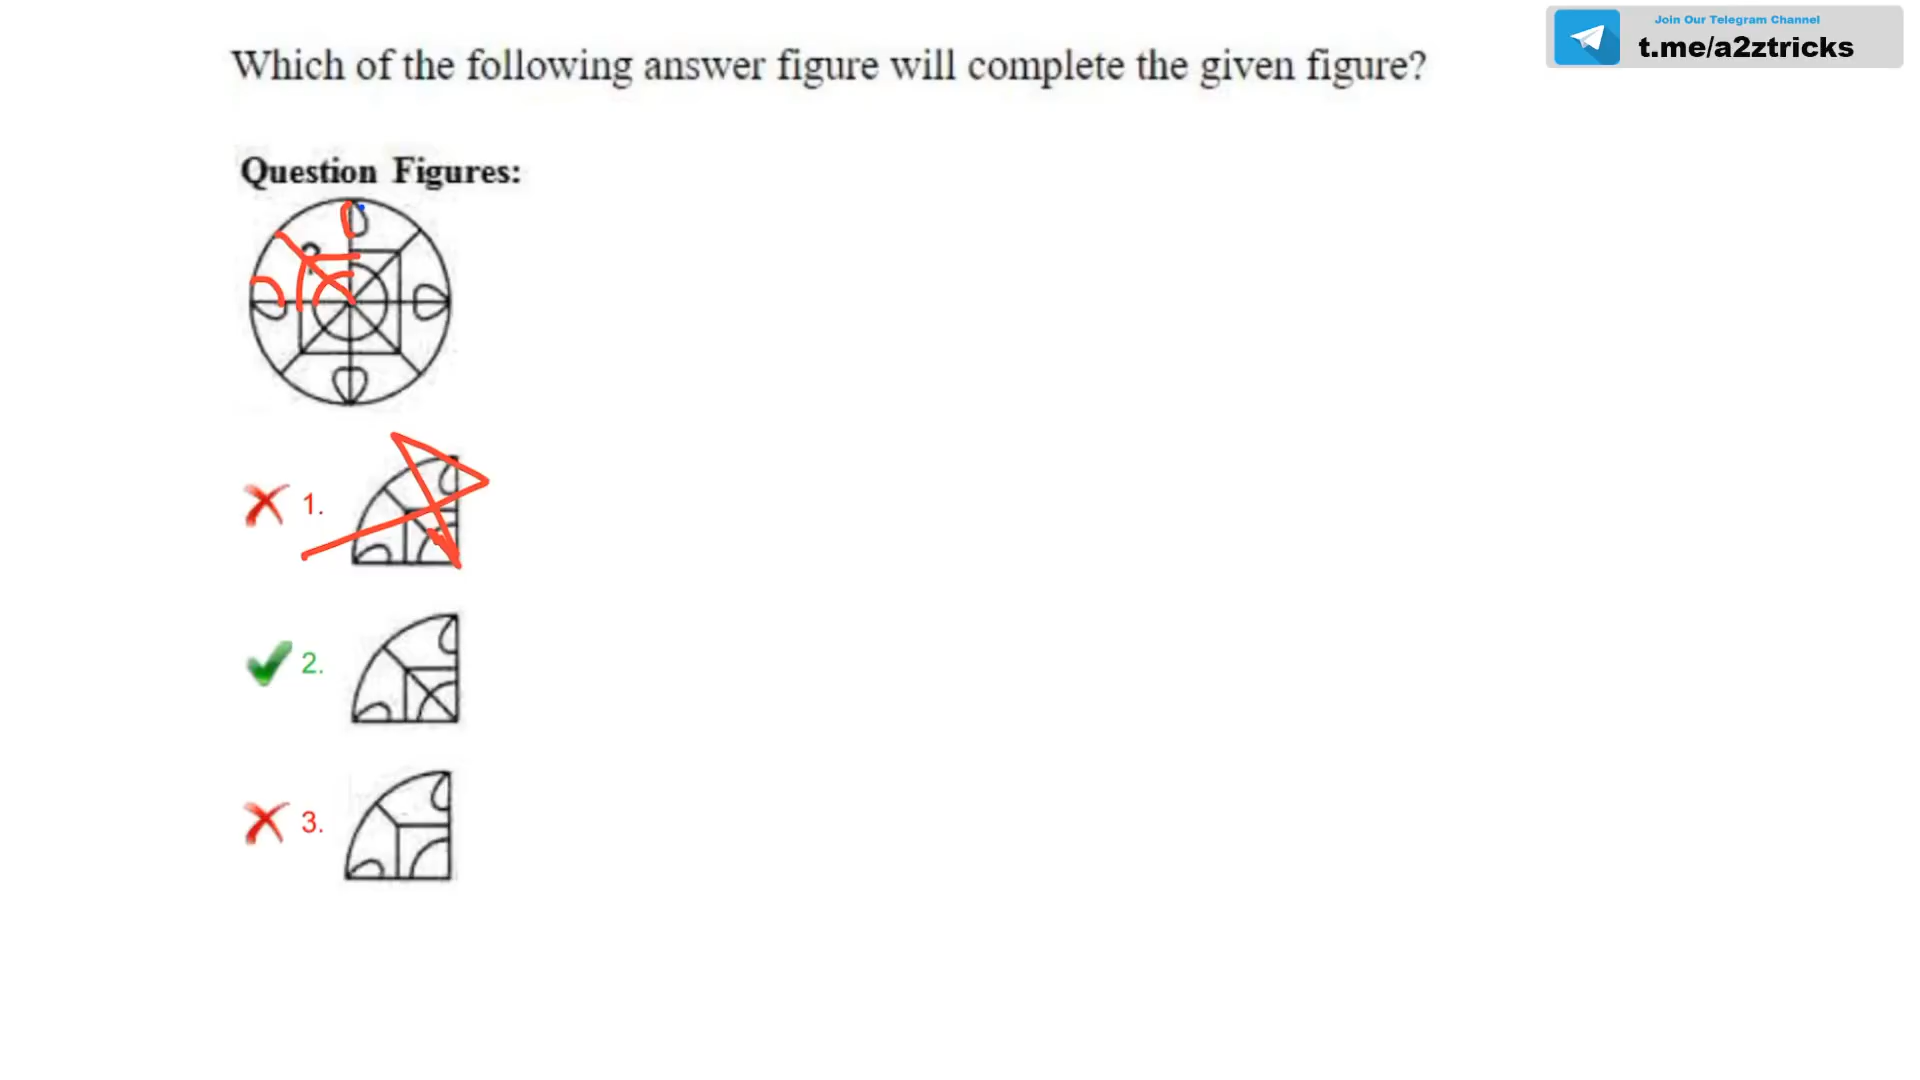 Join Our Telegram Channel
t.me/a2ztricks
Which of the following answer figure will complete the given figure?
Question Figures:
?
1.
2.
3.